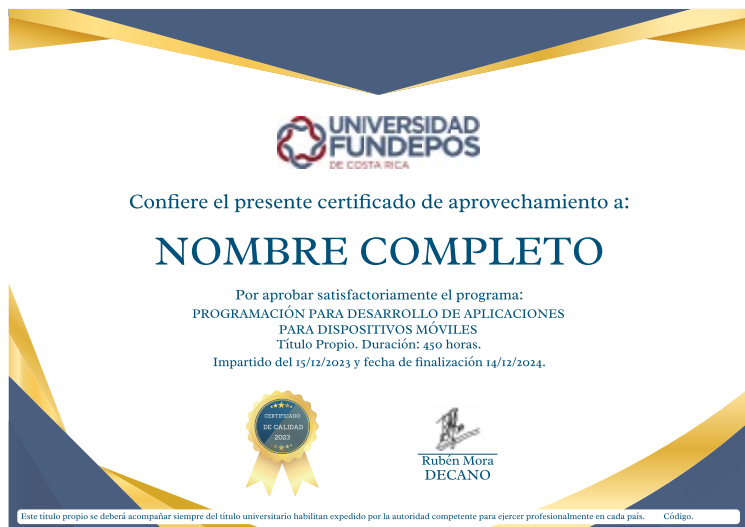 UNIVERSIDAD
FUNDEPOS
DE COSTA RICA
Confiere el presente certificado de aprovechamiento a:
NOMBRE COMPLETO
Por aprobar satisfactoriamente el programa:
PROGRAMACIÓN PARA DESARROLLO DE APLICACIONES
PARA DISPOSITIVOS MÓVILES
Título Propio. Duración: 450 horas.
Impartido del 15/12/2023 y fecha de finalización 14/12/2024.
CERTIFICADO
DE CALIDAD
2023
Rubén Mora
DECANO
Este título propio se deberá acompañar siempre del título universitario habilitan expedido por la autoridad competente para ejercer profesionalmente en cada país. Código.